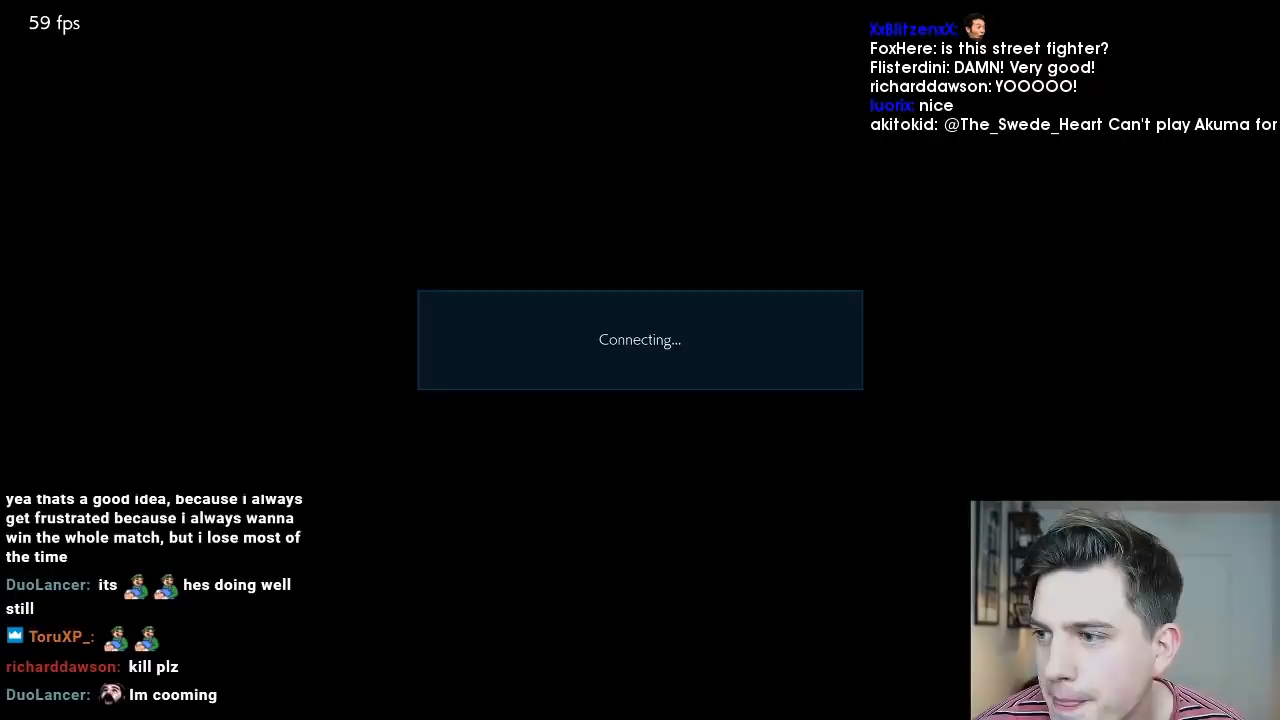 59 fps
XxBlitzenxX:
FoxHere: is this street fighter?
Flisterdini: DAMN! Very good!
richarddawson: YOOOOO!
luorix: nice
akitokid: @The_Swede_Heart Can't play Akuma for
Connecting...
yea thats a good idea, because i always
get frustrated because i always wanna
win the whole match, but i lose most of
the time
DuoLancer: its hes doing well
still
ToruXP_:
richarddawson: kill plz
DuoLancer: Im cooming